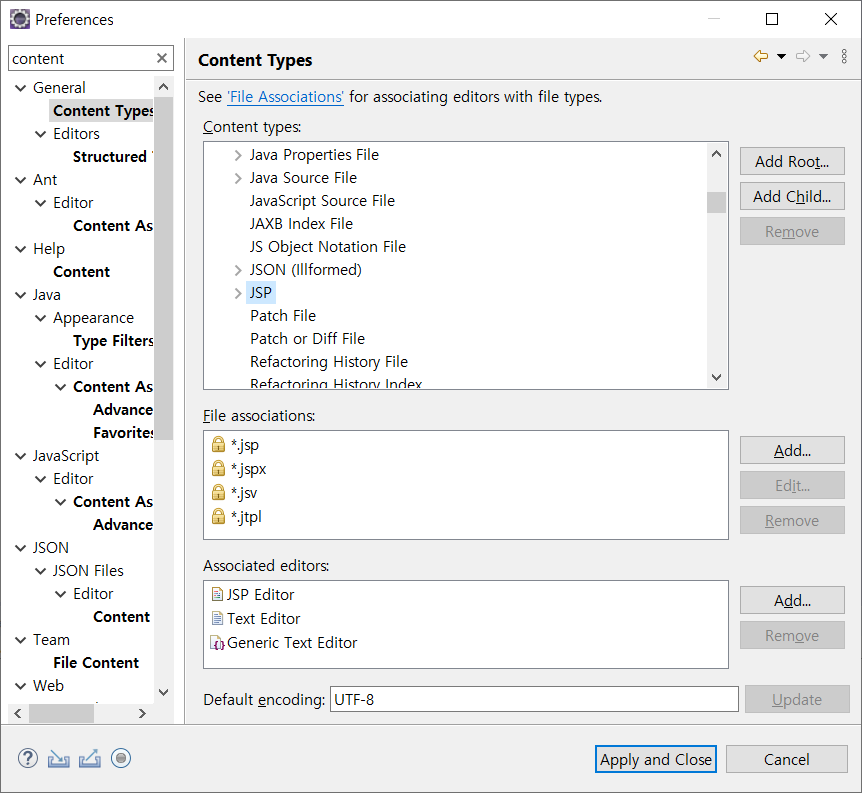 Preferences
content
General
Content Types
Editors
Structured
Ant
Editor
Content As
Help
Content
Java
Appearance
Type Filters
Editor
Content As
Advance
Favorites
JavaScript
Editor
Content As
Advance
JSON
JSON Files
Editor
Content
Team
File Content
Web
Content Types
See 'File Associations' for associating editors with file types.
Content types:
Java Properties File
Java Source File
JavaScript Source File
JAXB Index File
JS Object Notation File
JSON (Illformed)
JSP
Patch File
Patch or Diff File
Refactoring History File
Refactoring History Index
Add Root...
Add Child...
Remove
File associations:
*.jsp
*.jspx
*.jsv
*.jtpl
Add...
Edit...
Remove
Associated editors:
JSP Editor
Text Editor
Generic Text Editor
Add...
Remove
Default encoding: UTF-8 Update
Apply and Close Cancel